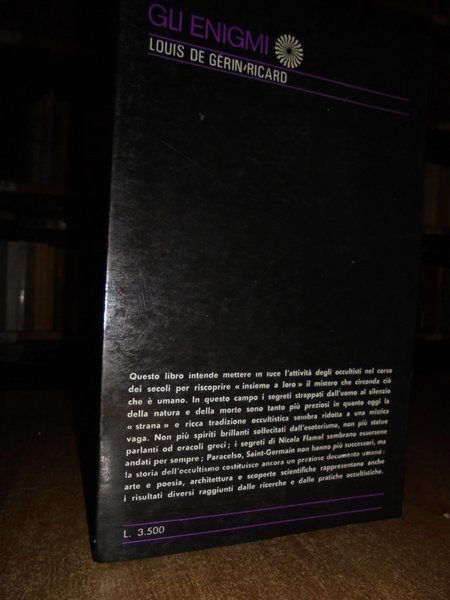 GLI ENIGMI
LOUIS DE GÉRIN-RICARD
Questo libro intende mettere in luce l'attività degli occultisti nel corso
dei secoli per riscoprire « insieme a loro » il mistero che circonda ciò
che è umano. In questo campo i segreti strappati dall'uomo al silenzio
della natura e della morte sono tanto più preziosi in quanto oggi la
« strana » e ricca tradizione occultistica sembra ridotta a una mistica
vaga. Non più spiriti brillanti sollecitati dall'esoterismo, non più statue
parlanti od oracoli greci; i segreti di Nicola Flamel sembrano essersene
andati per sempre; Paracelso, Saint-Germain non hanno più successori, ma
la storia dell'occultismo costituisce ancora un prezioso documento umano:
arte e poesia, architettura e scoperte scientifiche rappresentano anche
i risultati diversi raggiunti dalle ricerche e dalle pratiche occultistiche.
L. 3.500